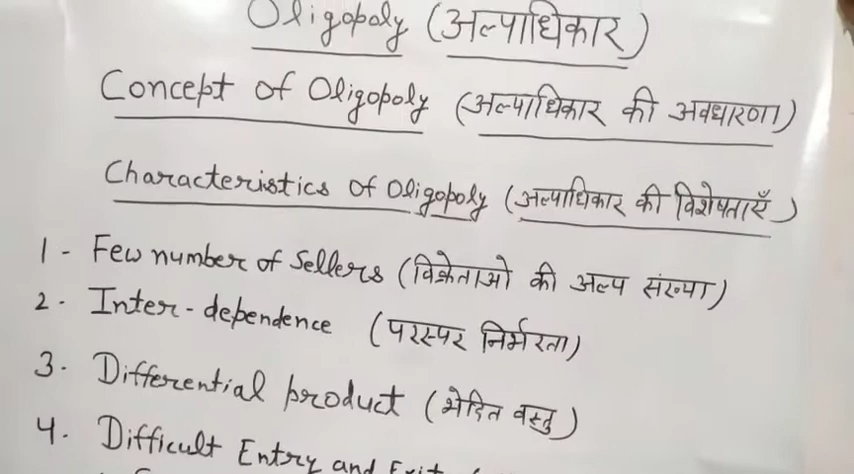 Oligopoly (अल्पाधिकार)
Concept of Oligopoly (अल्पाधिकार की अवधारणा)
Characteristics of Oligopoly (अल्पाधिकार की विशेषताएँ)
1 - Few number of Sellers (विक्रेताओ की अल्प संख्या)
2. Inter-dependence (परस्पर निर्भरता)
3. Differential product (भेदित वस्तु)
4. Difficult Entry and Exit